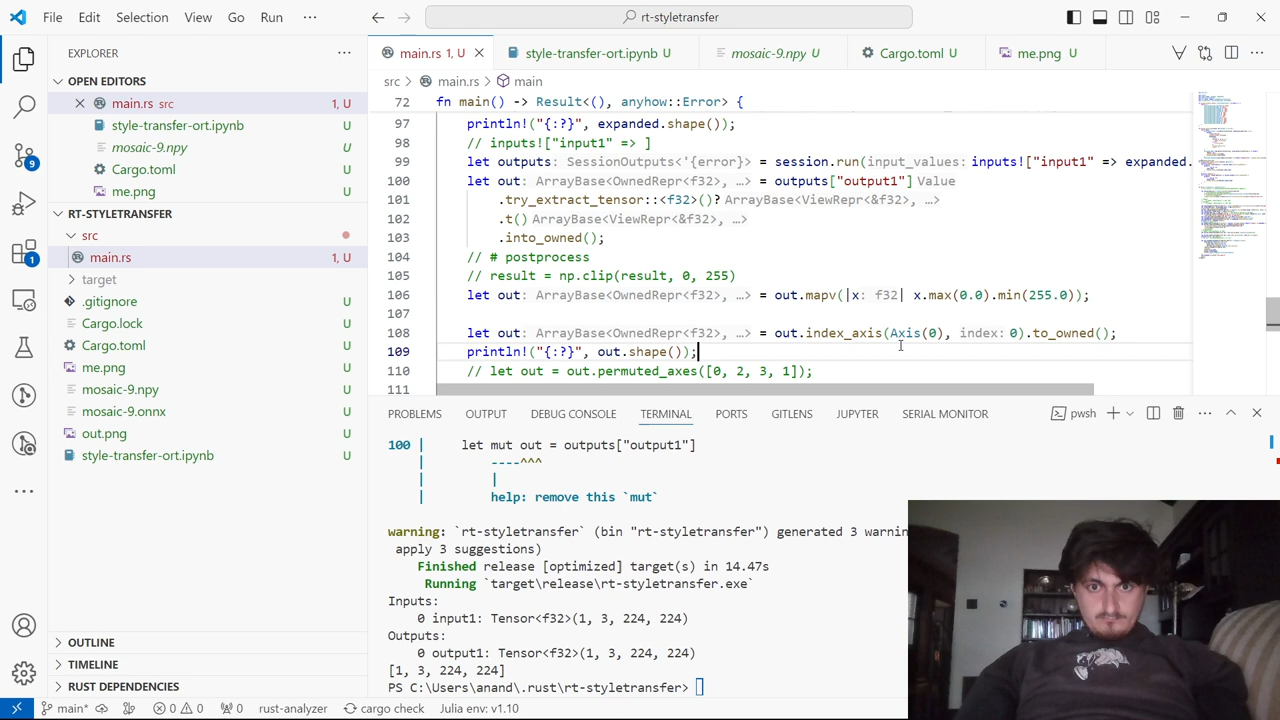 File Edit Selection View Go Run ··· rt-styletransfer
EXPLORER
OPEN EDITORS
main.rs src 1, U
style-transfer-ort.ipynb U
mosaic-9.npy U
Cargo.toml U
me.png U
RT-STYLETRANSFER
main.rs
target
.gitignore U
Cargo.lock U
Cargo.toml U
me.png U
mosaic-9.npy U
mosaic-9.onnx U
out.png U
style-transfer-ort.ipynb U
OUTLINE
TIMELINE
RUST DEPENDENCIES
9
1
main.rs 1, U style-transfer-ort.ipynb U mosaic-9.npy U Cargo.toml U me.png U
src > main.rs > main
72 fn main() -> Result<(), anyhow::Error> {
97 println!("{:?}", expanded.shape());
98 // inputs!["input1" => ]
99 let out: SessionOutputs inputs!["input1" => expanded.
100 let out: ArrayBase<OwnedRepr<f32>, …> outputs["output1"]
101 <f32>() ArrayBase<ViewRepr<&f32>, …>
102 <ViewRepr<&f32>, …>
103 _owned();
104 // # process
105 // result = np.clip(result, 0, 255)
106 let out: ArrayBase<OwnedRepr<f32>, …> = out.mapv(|x: f32| x.max(0.0).min(255.0));
107
108 let out: ArrayBase<OwnedRepr<f32>, …> = out.index_axis(Axis(0), index: 0).to_owned();
109 println!("{:?}", out.shape());
110 // let out = out.permuted_axes([0, 2, 3, 1]);
111
PROBLEMS OUTPUT DEBUG CONSOLE TERMINAL PORTS GITLENS JUPYTER SERIAL MONITOR pwsh
100 | let mut out = outputs["output1"]
| ----^^^
| |
| help: remove this `mut`
warning: `rt-styletransfer` (bin "rt-styletransfer") generated 3
apply 3 suggestions)
Finished release [optimized] target(s) in 14.47s
Running `target\release\rt-styletransfer.exe`
Inputs:
0 input1: Tensor<f32>(1, 3, 224, 224)
Outputs:
0 output1: Tensor<f32>(1, 3, 224, 224)
[1, 3, 224, 224]
PS C:\Users\anand\.rust\rt-styletransfer>
main* 0 0 0 rust-analyzer cargo check Julia env: v1.10